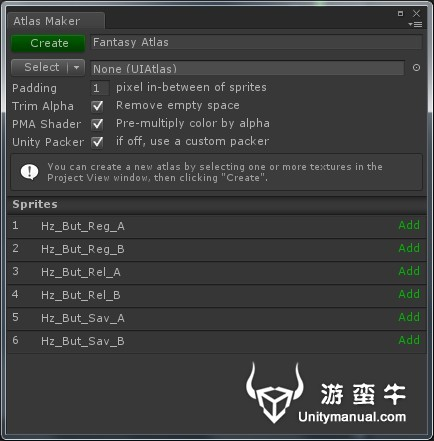 Atlas Maker
Create Fantasy Atlas
Select None (UIAtlas)
Padding 1 pixel in-between of sprites
Trim Alpha Remove empty space
PMA Shader Pre-multiply color by alpha
Unity Packer if off, use a custom packer
You can create a new atlas by selecting one or more textures in the
Project View window, then clicking "Create".
Sprites
1 Hz_But_Reg_A Add
2 Hz_But_Reg_B Add
3 Hz_But_Rel_A Add
4 Hz_But_Rel_B Add
5 Hz_But_Sav_A Add
6 Hz_But_Sav_B Add
游蛮牛
Unitymanual.com